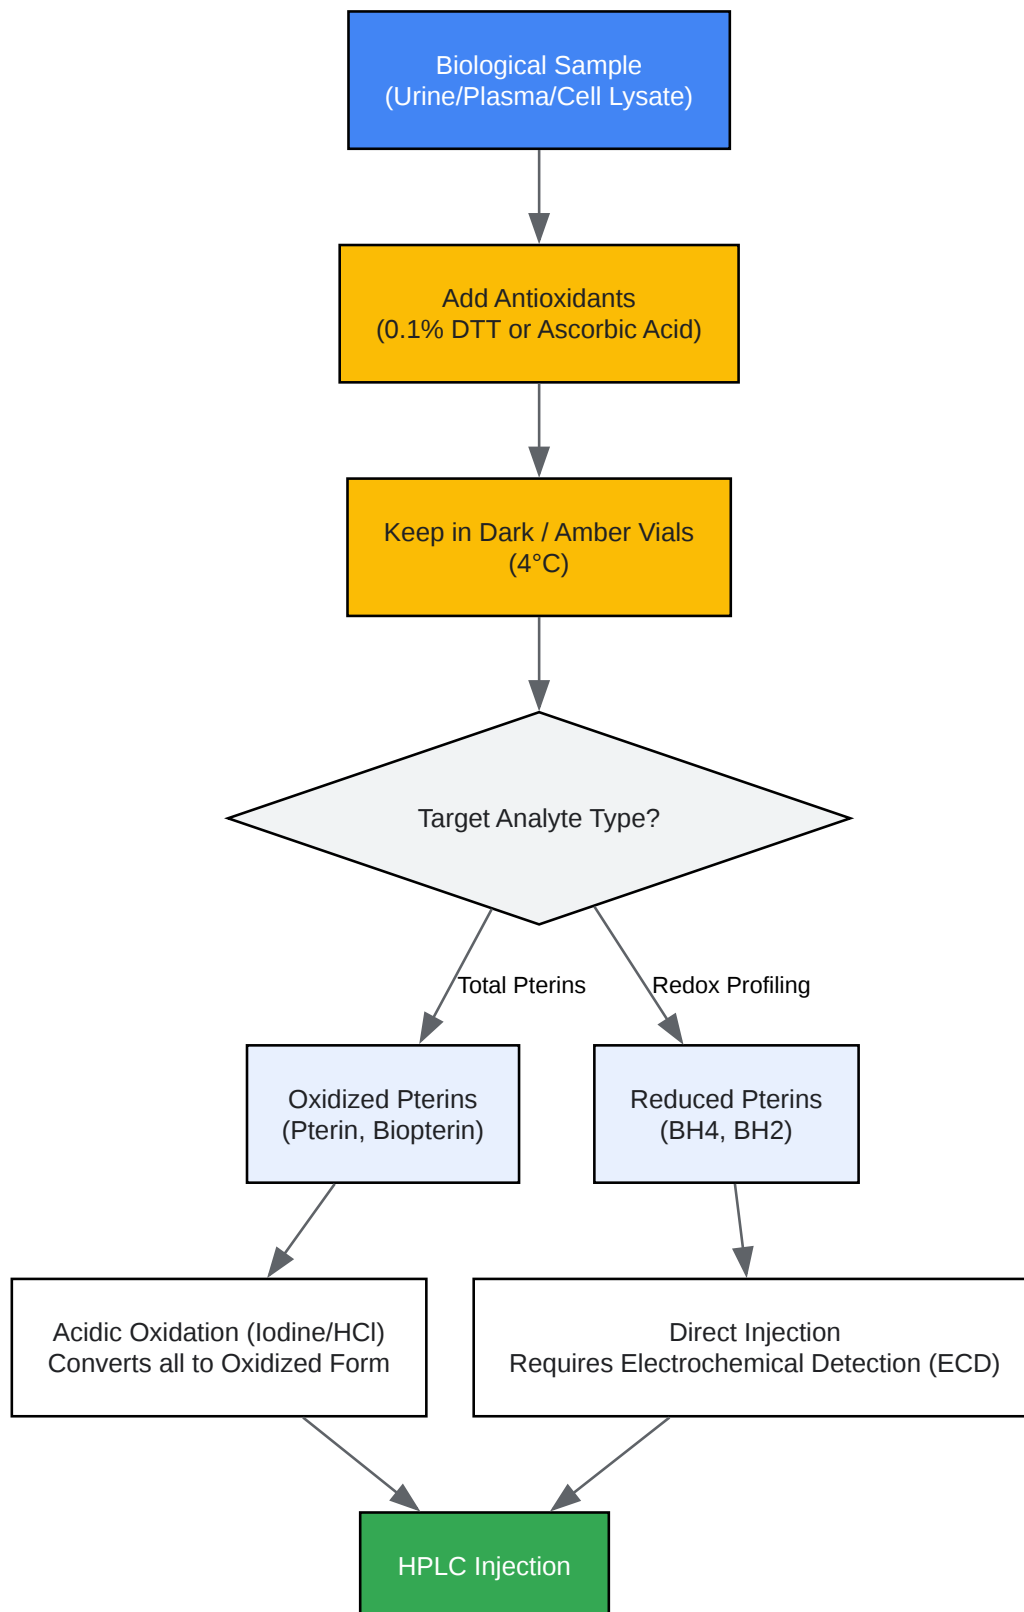 Biological Sample
(Urine/Plasma/Cell Lysate)
Add Antioxidants
(0.1% DTT or Ascorbic Acid)
Keep in Dark / Amber Vials
(4°C)
Target Analyte Type?
Total Pterins
Redox Profiling
Oxidized Pterins
(Pterin, Biopterin)
Reduced Pterins
(BH4, BH2)
Acidic Oxidation (Iodine/HCl)
Converts all to Oxidized Form
Direct Injection
Requires Electrochemical Detection (ECD)
HPLC Injection